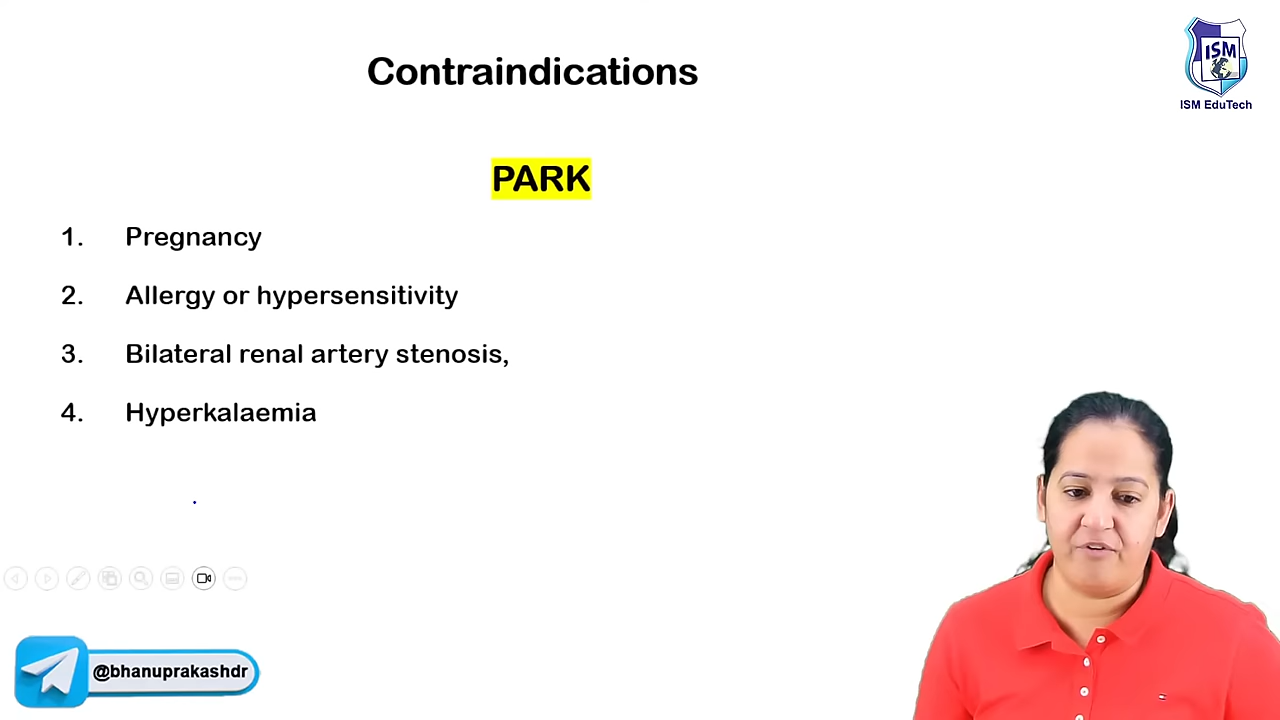 ISM
ISM EduTech
Contraindications
PARK
1. Pregnancy
2. Allergy or hypersensitivity
3. Bilateral renal artery stenosis,
4. Hyperkalaemia
@bhanuprakashdr